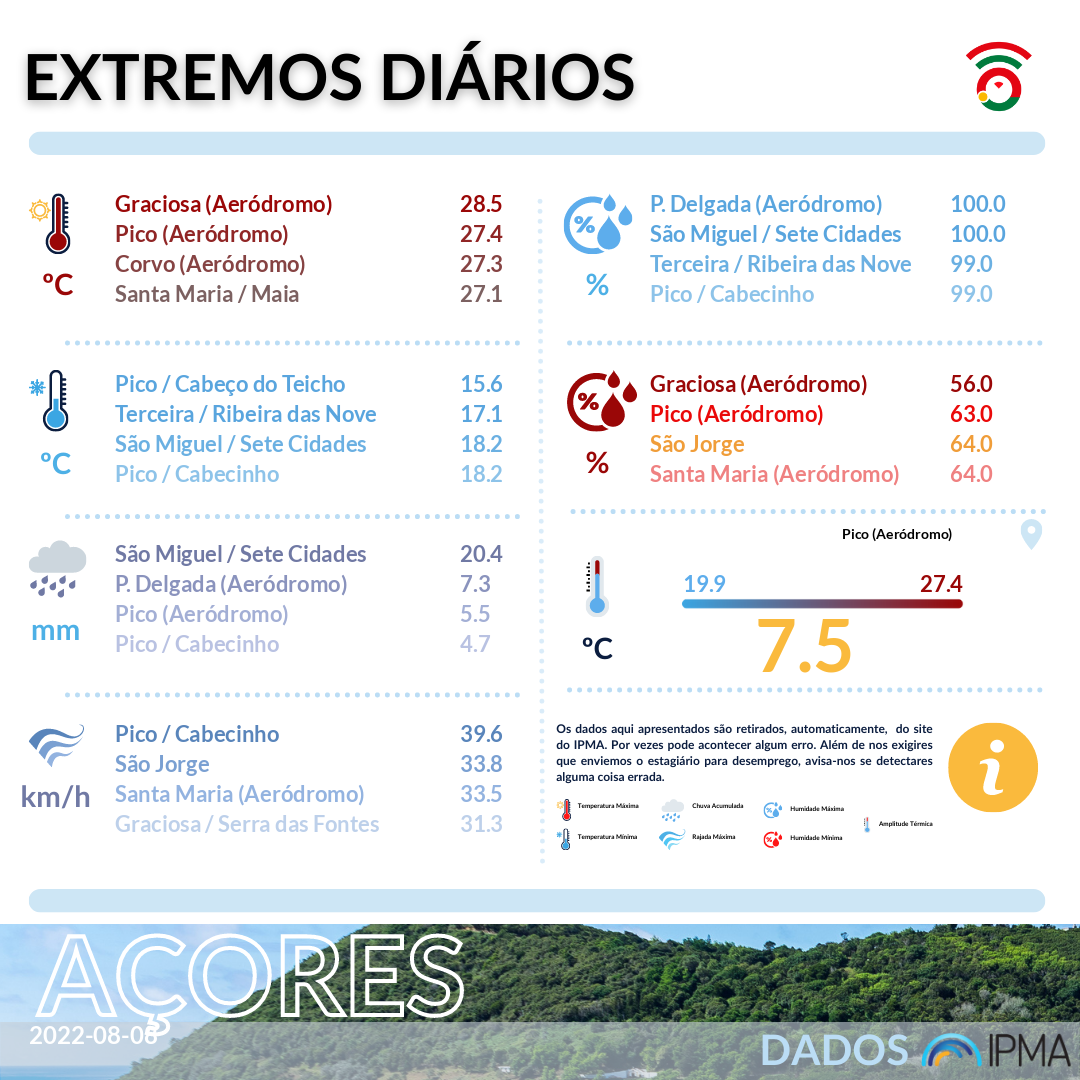 EXTREMOS DIÁRIOS
ºC
Graciosa (Aeródromo) 28.5
Pico (Aeródromo) 27.4
Corvo (Aeródromo) 27.3
Santa Maria / Maia 27.1
ºC
Pico / Cabeço do Teicho 15.6
Terceira / Ribeira das Nove 17.1
São Miguel / Sete Cidades 18.2
Pico / Cabecinho 18.2
mm
São Miguel / Sete Cidades 20.4
P. Delgada (Aeródromo) 7.3
Pico (Aeródromo) 5.5
Pico / Cabecinho 4.7
km/h
Pico / Cabecinho 39.6
São Jorge 33.8
Santa Maria (Aeródromo) 33.5
Graciosa / Serra das Fontes 31.3
%
%
P. Delgada (Aeródromo) 100.0
São Miguel / Sete Cidades 100.0
Terceira / Ribeira das Nove 99.0
Pico / Cabecinho 99.0
%
%
Graciosa (Aeródromo) 56.0
Pico (Aeródromo) 63.0
São Jorge 64.0
Santa Maria (Aeródromo) 64.0
Pico (Aeródromo)
19.9 27.4
ºC
7.5
Os dados aqui apresentados são retirados, automaticamente, do site
do IPMA. Por vezes pode acontecer algum erro. Além de nos exigires
que enviemos o estagiário para desemprego, avisa-nos se detectares
alguma coisa errada.
i
Temperatura Máxima Chuva Acumulada Humidade Máxima
Amplitude Térmica
Temperatura Mínima Rajada Máxima Humidade Mínima
AÇORES
2022-08-06
DADOS IPMA